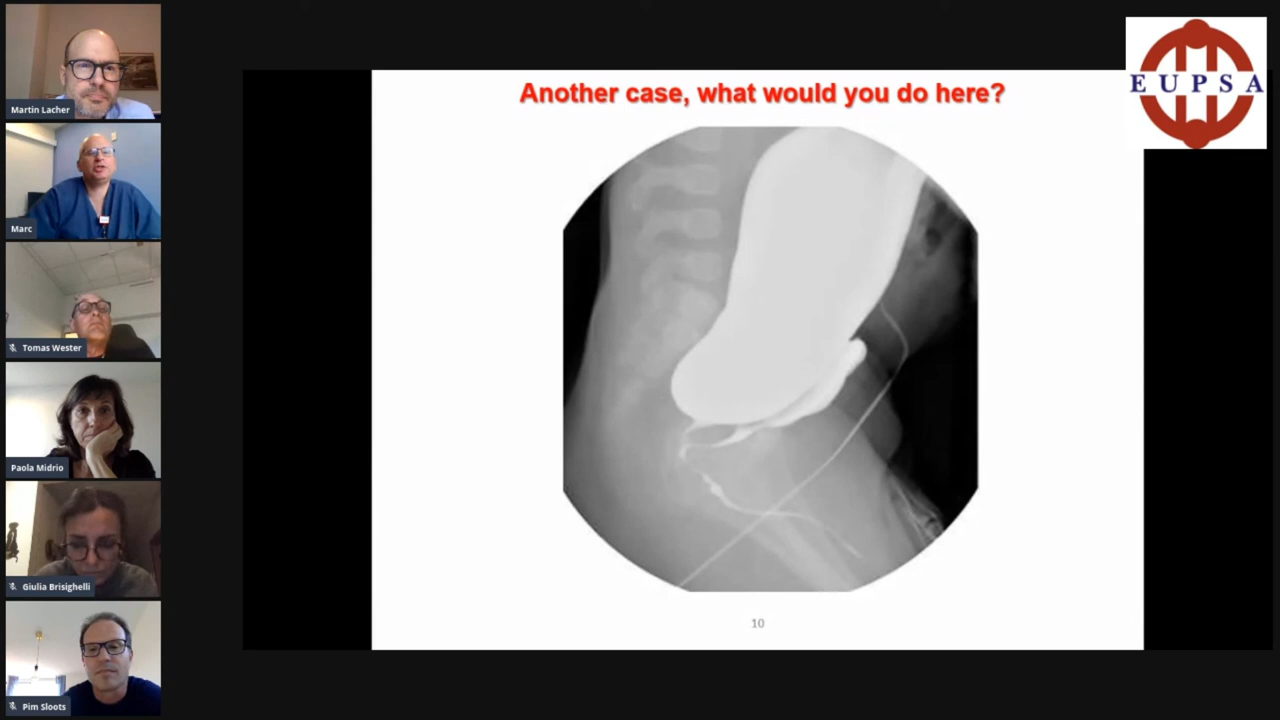 Another case, what would you do here?
EUPSA
Martin Lacher
Marc
Tomas Wester
Paola Midrio
Giulia Brisighelli
Pim Sloots
10